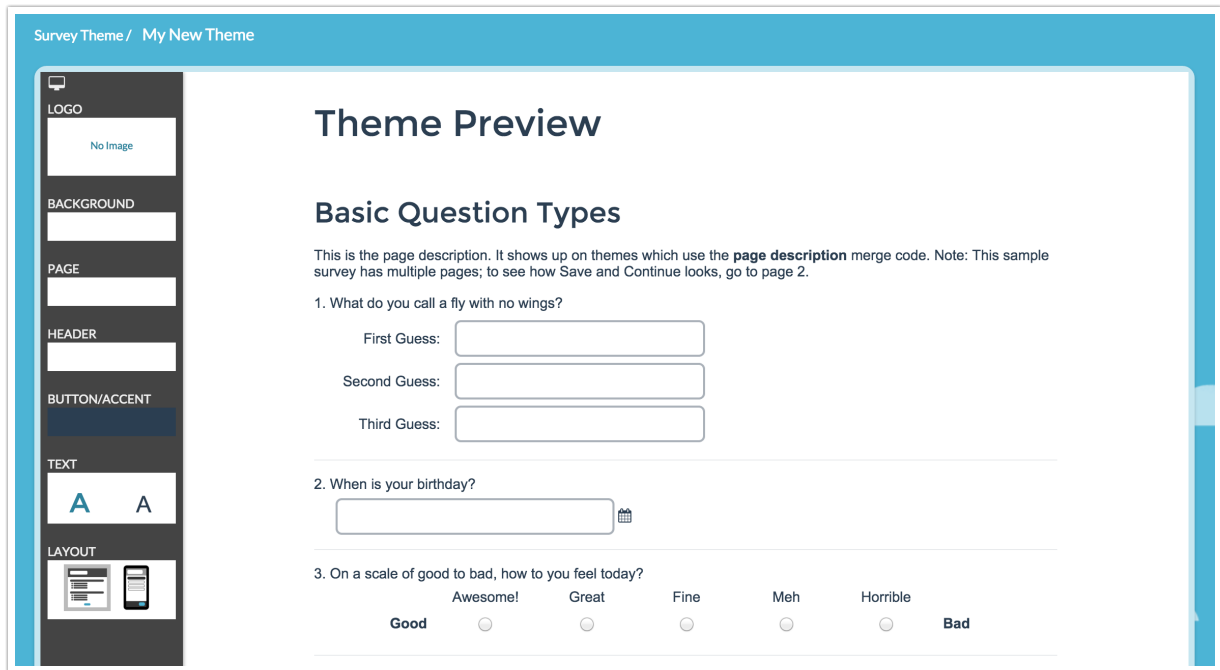 Survey Theme / My New Theme
LOGO
No Image
BACKGROUND
PAGE
HEADER
BUTTON/ACCENT
TEXT
A A
LAYOUT
Theme Preview
Basic Question Types
This is the page description. It shows up on themes which use the page description merge code. Note: This sample
survey has multiple pages; to see how Save and Continue looks, go to page 2.
1. What do you call a fly with no wings?
First Guess:
Second Guess:
Third Guess:
2. When is your birthday?
3. On a scale of good to bad, how to you feel today?
Awesome! Great Fine Meh Horrible
Good Bad